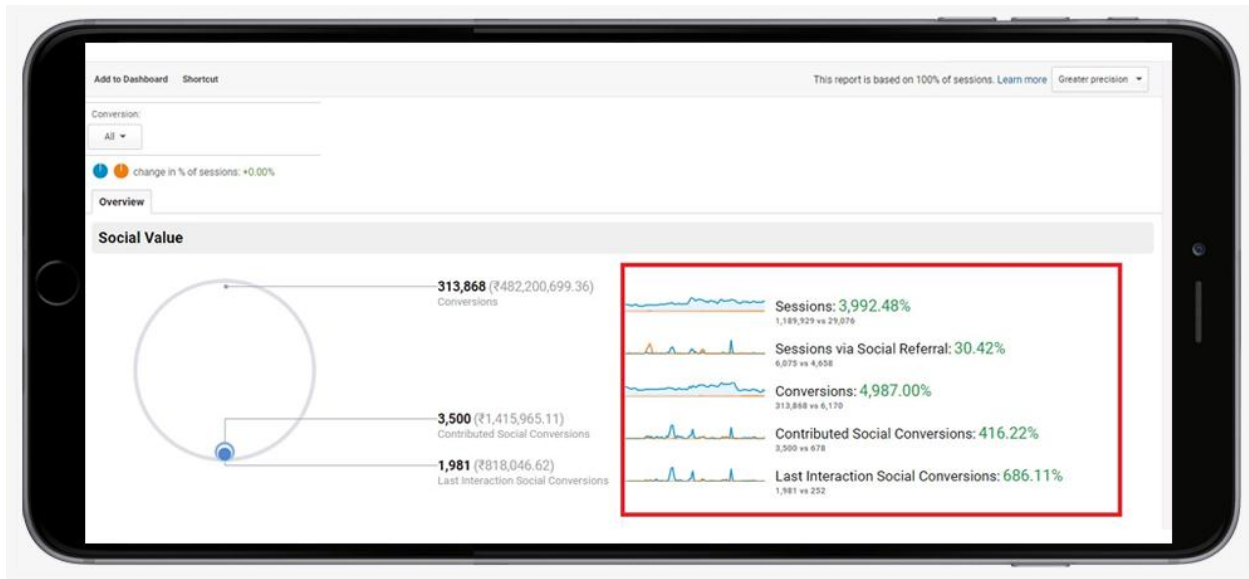 Add to Dashboard Shortcut
This report is based on 100% of sessions. Learn more Greater precision
Conversion:
All
change in % of sessions: +0.00%
Overview
Social Value
313,868 (₹482,200,699.36)
Conversions
3,500 (₹1,415,965.11)
Contributed Social Conversions
1,981 (₹818,046.62)
Last Interaction Social Conversions
Sessions: 3,992.48%
1,189,929 vs 29,076
Sessions via Social Referral: 30.42%
6,075 vs 4,658
Conversions: 4,987.00%
313,868 vs 6,170
Contributed Social Conversions: 416.22%
3,500 vs 678
Last Interaction Social Conversions: 686.11%
1,981 vs 252